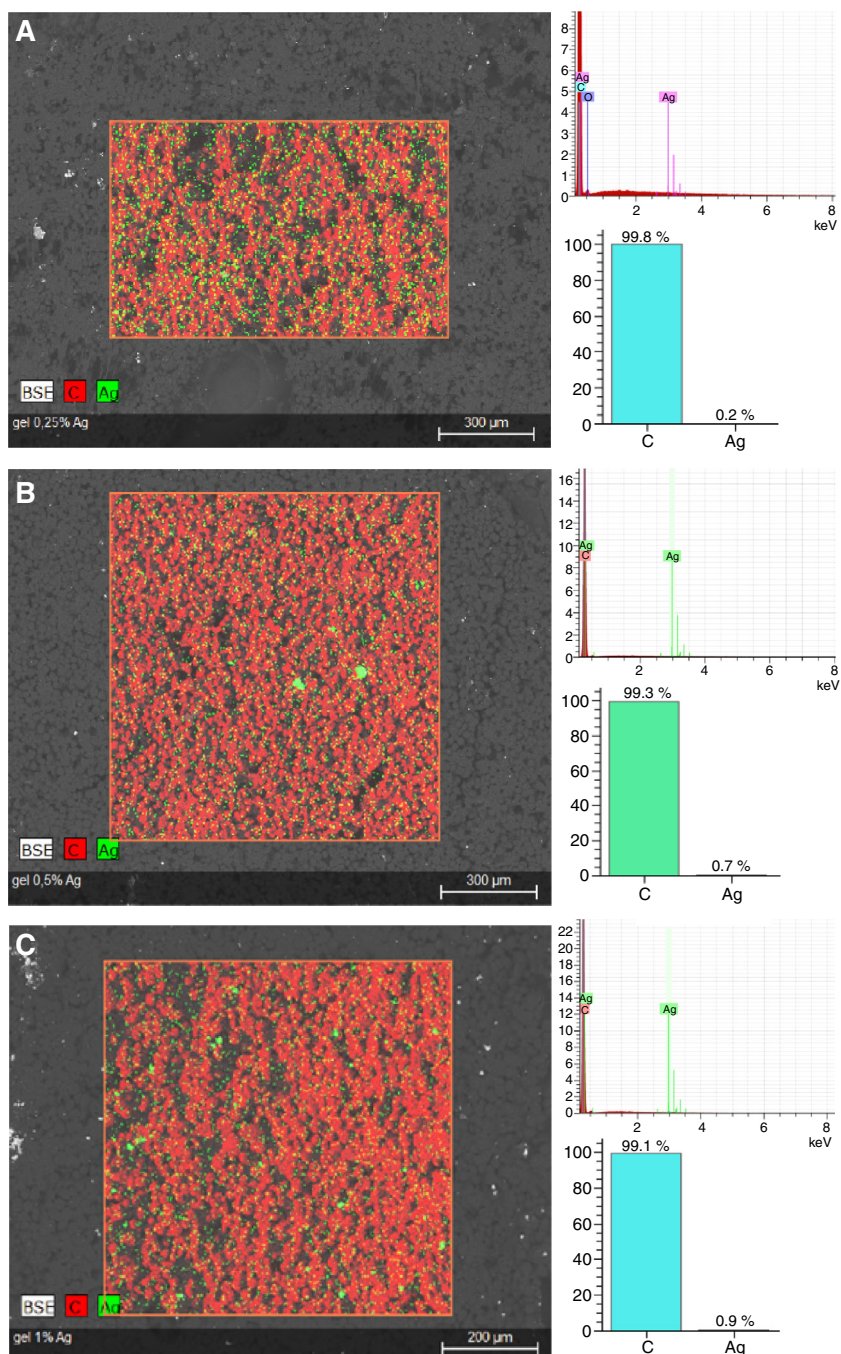 A
BSE C Ag
gel 0,25% Ag
300 µm
8
7
6
5
4
3
2
1
0
Ag
C
O
Ag
2 4 6 8
keV
100
80
60
40
20
0
99.8 %
0.2 %
C Ag
B
BSE C Ag
gel 0,5% Ag
300 µm
16
14
12
10
8
6
4
2
0
Ag
C
Ag
2 4 6 8
keV
100
80
60
40
20
0
99.3 %
0.7 %
C Ag
C
BSE C Ag
gel 1% Ag
200 µm
22
20
18
16
14
12
10
8
6
4
2
0
Ag
C
Ag
2 4 6 8
keV
100
80
60
40
20
0
99.1 %
0.9 %
C Ag